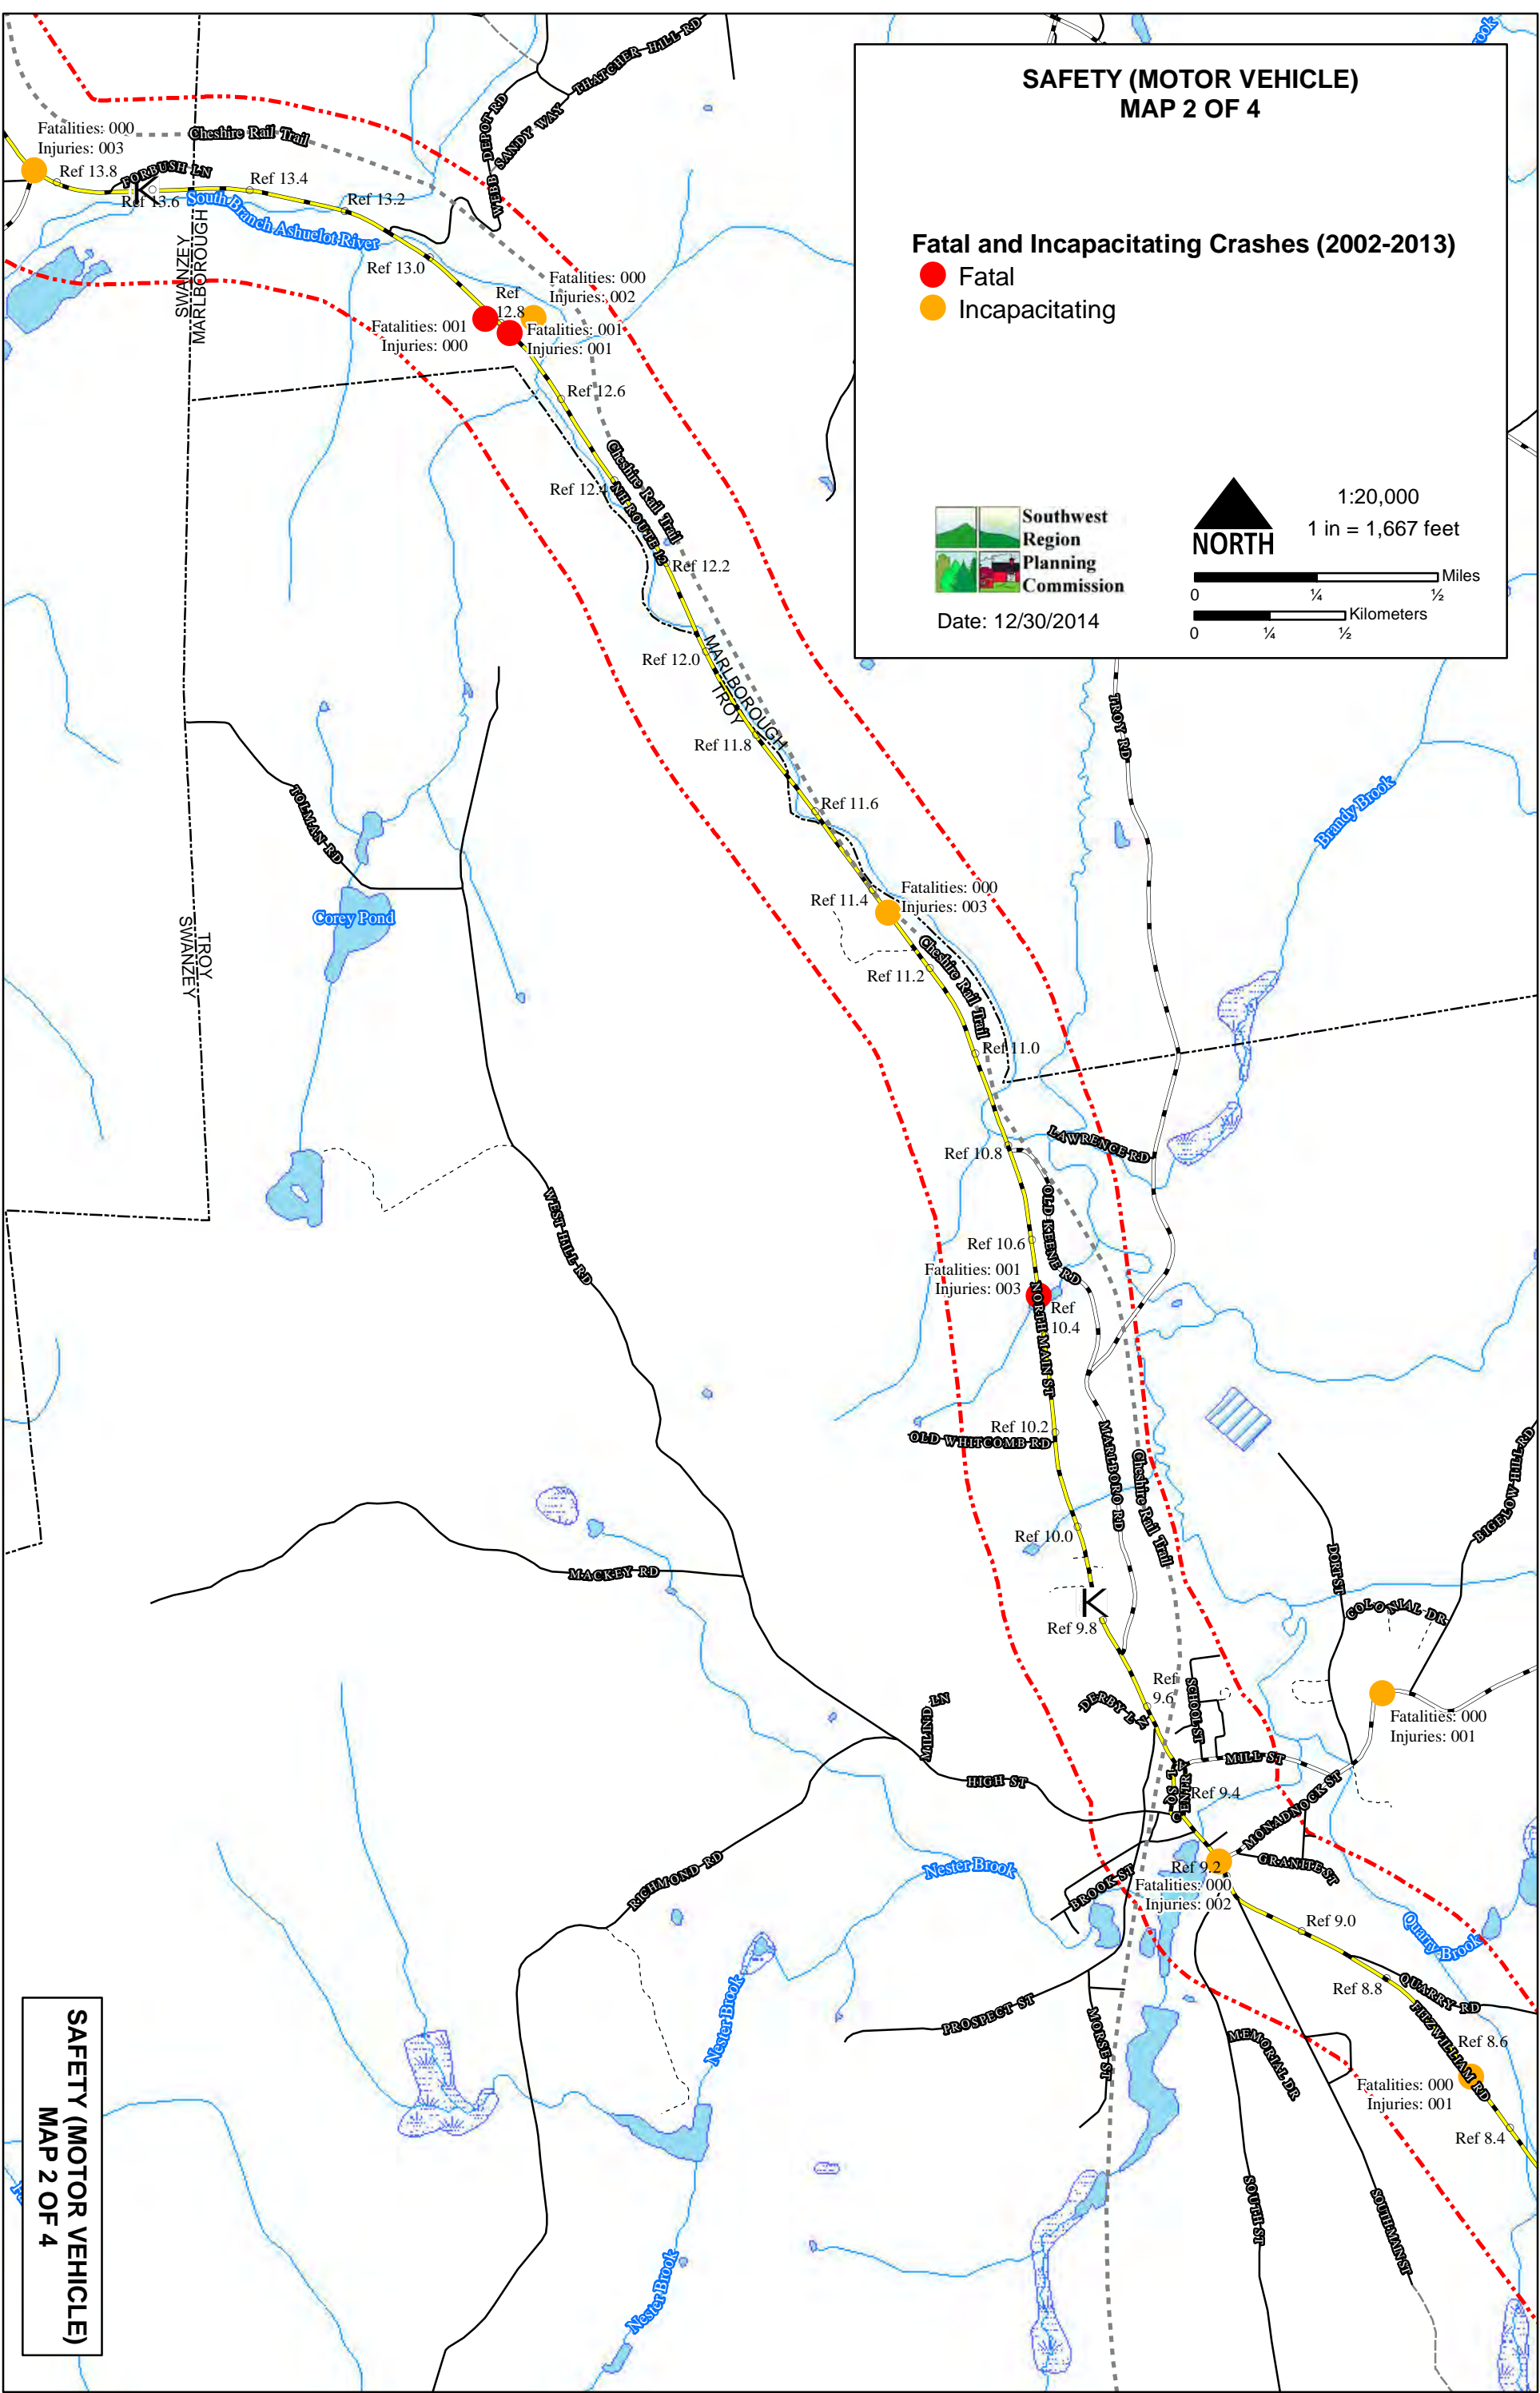 SAFETY (MOTOR VEHICLE)
MAP 2 OF 4
Fatal and Incapacitating Crashes (2002-2013)
Fatal
Incapacitating
Southwest
Region
Planning
Commission
Date: 12/30/2014
NORTH
1:20,000
1 in = 1,667 feet
Miles
0 ¼ ½
Kilometers
0 ¼ ½
THATCHER HILL RD
SANDY WAY
WEBB DEPOT RD
Cheshire Rail Trail
Fatalities: 000
Injuries: 003
Ref 13.8
FORBUSH LN
K
Ref 13.6
Ref 13.4
Ref 13.2
South Branch Ashuelot River
SWANZEY
MARLBOROUGH
Ref 13.0
Fatalities: 000
Injuries: 002
Ref
12.8
Fatalities: 001
Injuries: 000
Fatalities: 001
Injuries: 001
Ref 12.6
Cheshire Rail Trail
Ref 12.4
NH ROUTE 12
Ref 12.2
Ref 12.0
MARLBOROUGH
TROY
Ref 11.8
TROY RD
Ref 11.6
Brandy Brook
TOLMAN RD
Corey Pond
TROY
SWANZEY
Ref 11.4
Fatalities: 000
Injuries: 003
Cheshire Rail Trail
Ref 11.2
Ref 11.0
LAWRENCE RD
Ref 10.8
WEST HILL RD
OLD KEENE RD
Ref 10.6
Fatalities: 001
Injuries: 003
Ref
10.4
NORTH MAIN ST
Ref 10.2
OLD WHITCOMB RD
MARLBORO RD
Cheshire Rail Trail
BIGELOW HILL RD
Ref 10.0
MACKEY RD
DORT ST
COLONIAL DR
K
Ref 9.8
Ref
9.6
DERBY LN
SCHOOL ST
MILIND LN
Fatalities: 000
Injuries: 001
MILL ST
HIGH ST
CENTRAL SQ
Ref 9.4
MONADNOCK ST
GRANITE ST
RICHMOND RD
Nester Brook
BROOK ST
Ref 9.2
Fatalities: 000
Injuries: 002
Ref 9.0
Quarry Brook
Ref 8.8
QUARRY RD
FITZWILLIAM RD
Ref 8.6
Nester Brook
PROSPECT ST
MORSE ST
MEMORIAL DR
Fatalities: 000
Injuries: 001
Ref 8.4
SOUTH ST
SOUTH MAIN ST
Nester Brook
SAFETY (MOTOR VEHICLE)
MAP 2 OF 4